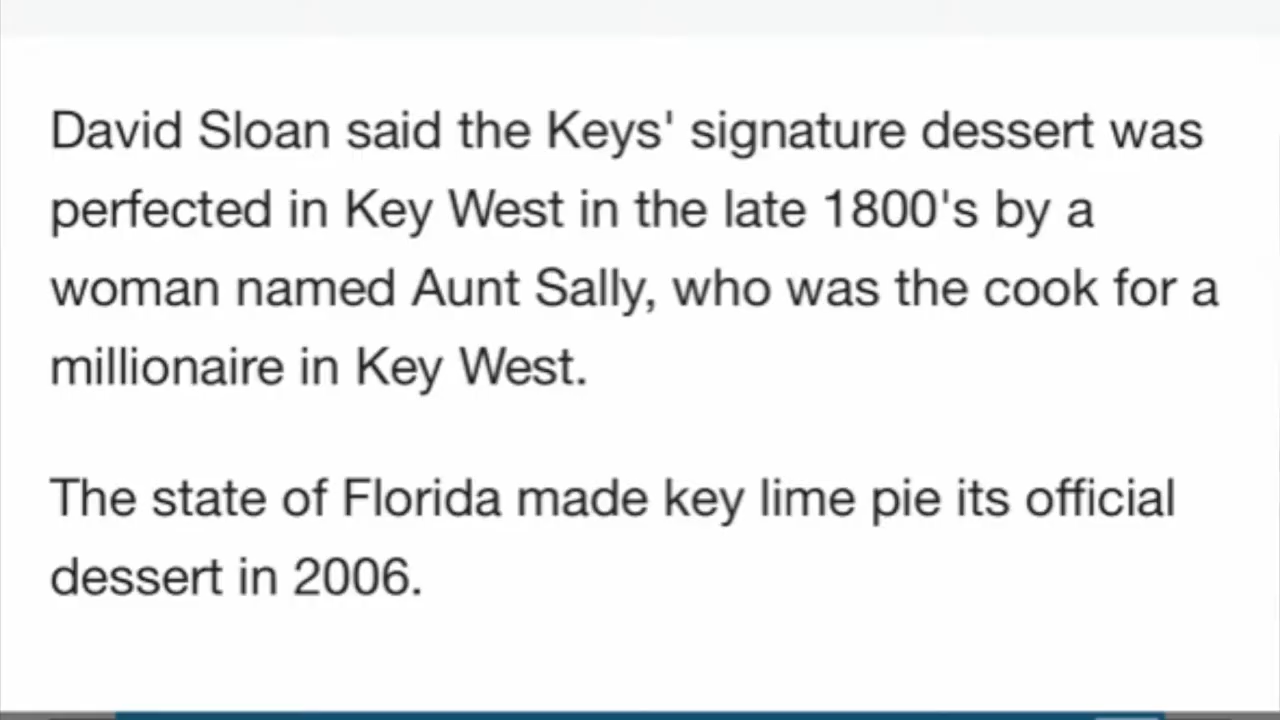 David Sloan said the Keys' signature dessert was
perfected in Key West in the late 1800's by a
woman named Aunt Sally, who was the cook for a
millionaire in Key West.
The state of Florida made key lime pie its official
dessert in 2006.